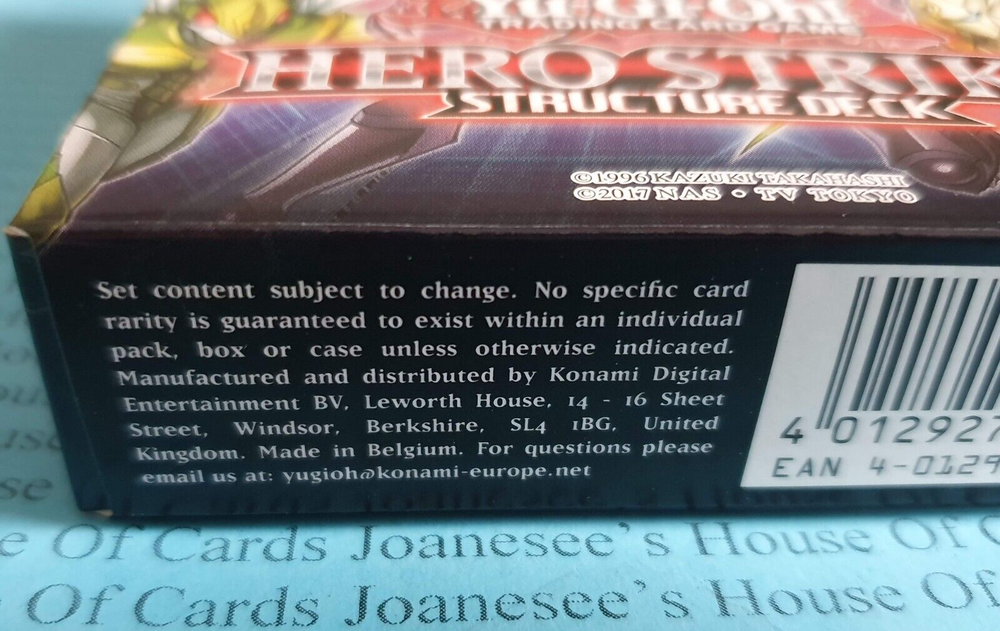 Yu-Gi-Oh!
TRADING CARD GAME
HERO STRIK
STRUCTURE DECK
©1996 KAZUKI TAKAHASHI
©2017 NAS • TV TOKYO
Set content subject to change. No specific card
rarity is guaranteed to exist within an individual
pack, box or case unless otherwise indicated.
Manufactured and distributed by Konami Digital
Entertainment BV, Leworth House, 14 - 16 Sheet
Street, Windsor, Berkshire, SL4 1BG, United
Kingdom. Made in Belgium. For questions please
email us at: yugioh@konami-europe.net
4 012927
EAN 4-0129
e Of Cards Joanesee's House Of C
Of Cards Joanesee's House Of